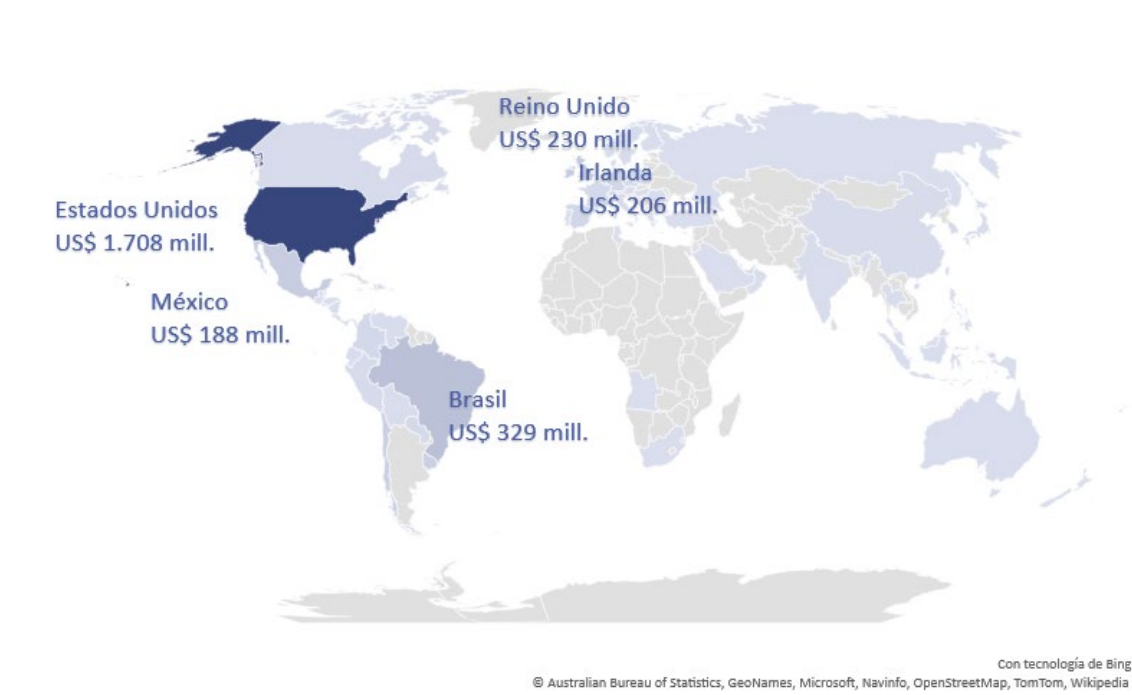 Reino Unido
US$ 230 mill.
Irlanda
US$ 206 mill.
Estados Unidos
US$ 1.708 mill.
México
US$ 188 mill.
Brasil
US$ 329 mill.
Con tecnología de Bing
© Australian Bureau of Statistics, GeoNames, Microsoft, Navinfo, OpenStreetMap, TomTom, Wikipedia